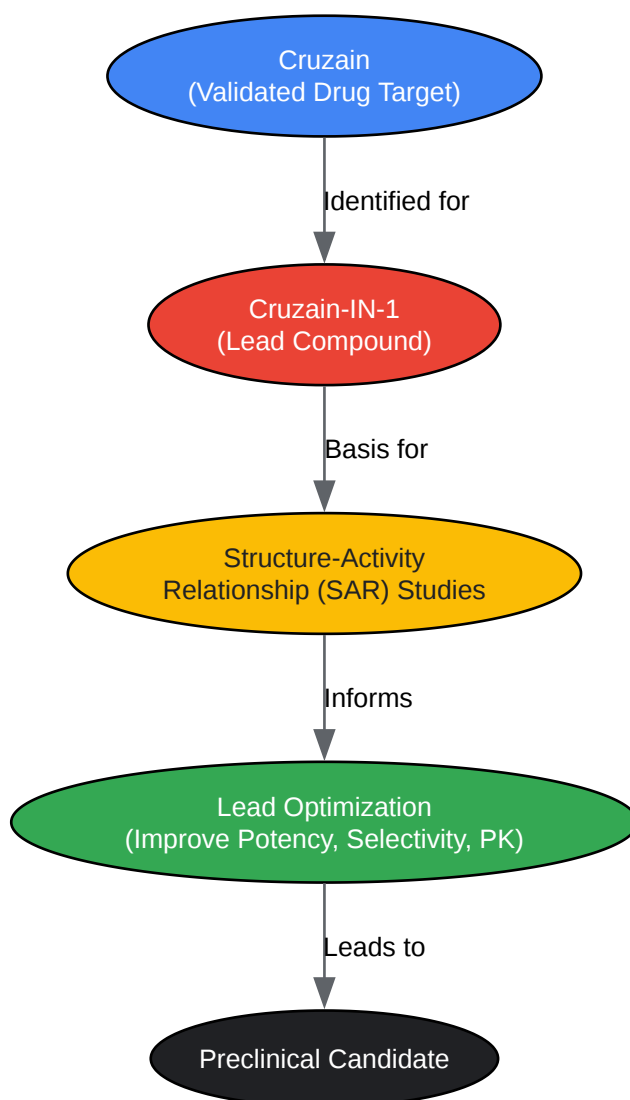 Cruzain
(Validated Drug Target)
Identified for
Cruzain-IN-1
(Lead Compound)
Basis for
Structure-Activity
Relationship (SAR) Studies
Informs
Lead Optimization
(Improve Potency, Selectivity, PK)
Leads to
Preclinical Candidate